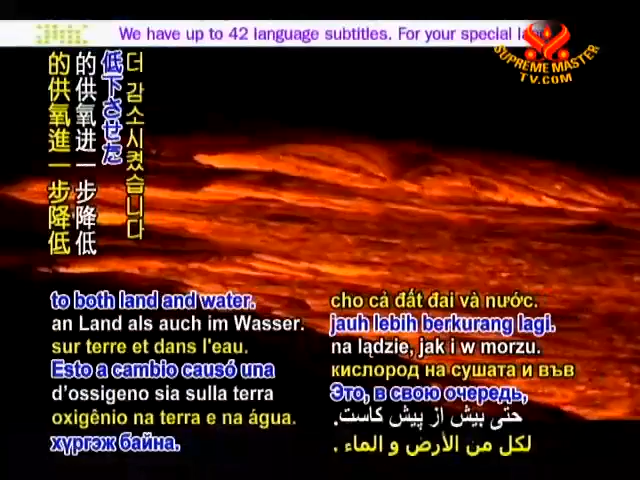 We have up to 42 language subtitles. For your special
SUPREME MASTER
TV.COM
더 감소시켰습니다
低下させた
的供氧进一步降低
的供氧進一步降低
to both land and water.
an Land als auch im Wasser.
sur terre et dans l'eau.
Esto a cambio causó una
d'ossigeno sia sulla terra
oxigênio na terra e na água.
хүргэж байна.
cho cả đất đai và nước.
jauh lebih berkurang lagi.
na lądzie, jak i w morzu.
кислород на сушата и във
Это, в свою очередь,
حتی بیش از پیش کاست.
لكل من الأرض و الماء .